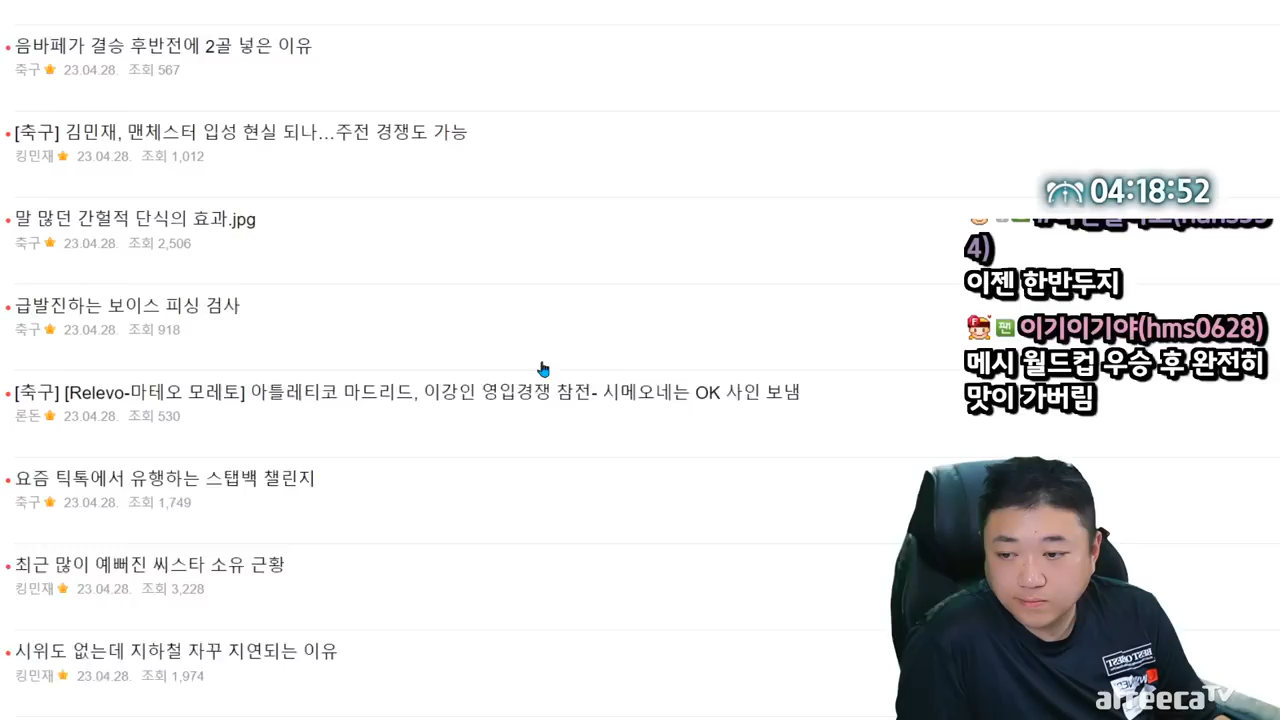 음바페가 결승 후반전에 2골 넣은 이유
축구 23.04.28. 조회 567
[축구] 김민재, 맨체스터 입성 현실 되나...주전 경쟁도 가능
킹민재 23.04.28. 조회 1,012
말 많던 간헐적 단식의 효과.jpg
축구 23.04.28. 조회 2,506
급발진하는 보이스 피싱 검사
축구 23.04.28. 조회 918
[축구] [Relevo-마테오 모레토] 아틀레티코 마드리드, 이강인 영입경쟁 참전- 시메오네는 OK 사인 보냄
론돈 23.04.28. 조회 530
요즘 틱톡에서 유행하는 스탭백 챌린지
축구 23.04.28. 조회 1,749
최근 많이 예뻐진 씨스타 소유 근황
킹민재 23.04.28. 조회 3,228
시위도 없는데 지하철 자꾸 지연되는 이유
킹민재 23.04.28. 조회 1,974
04:18:52
4)
이젠 한반두지
F 팬 이기이기야(hms0628)
메시 월드컵 우승 후 완전히
맛이 가버림
BEST QUEST
afreecaTV